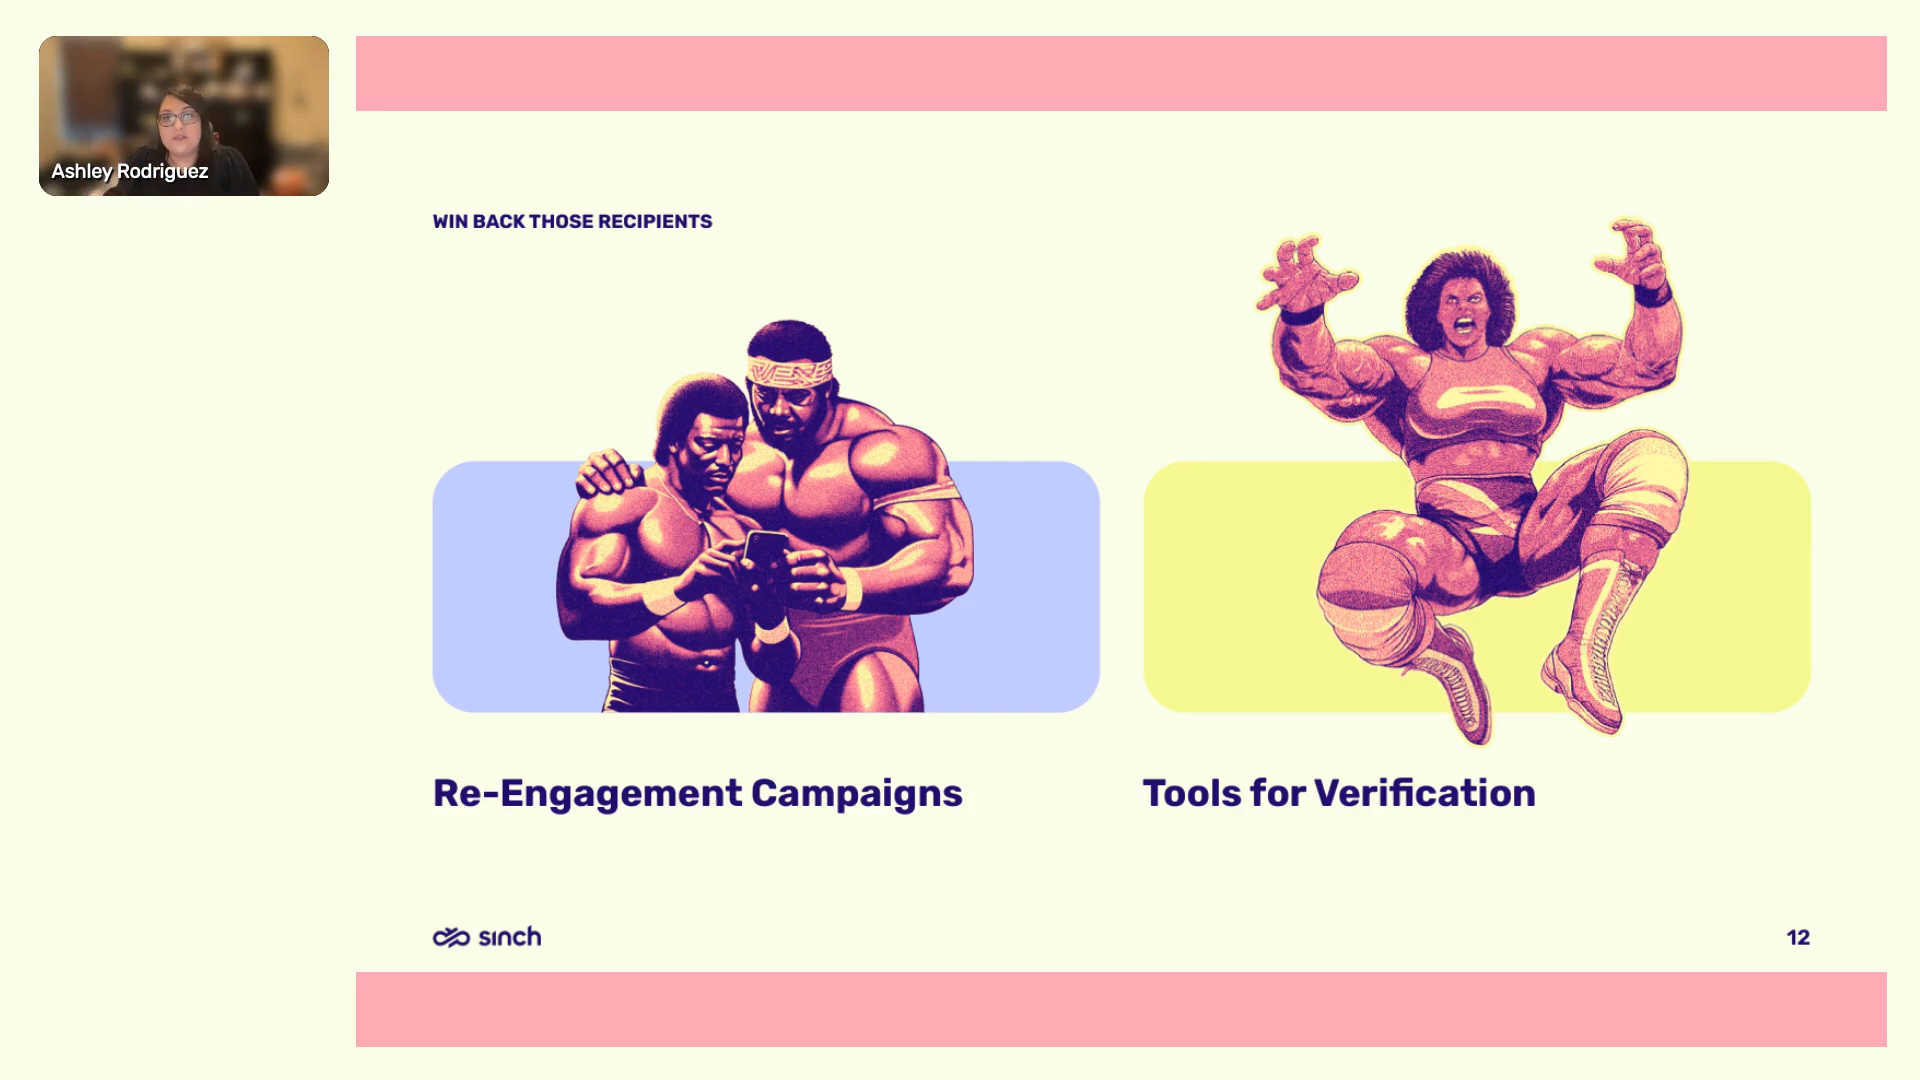 Ashley Rodriguez
WIN BACK THOSE RECIPIENTS
Re-Engagement Campaigns
Tools for Verification
sinch
12